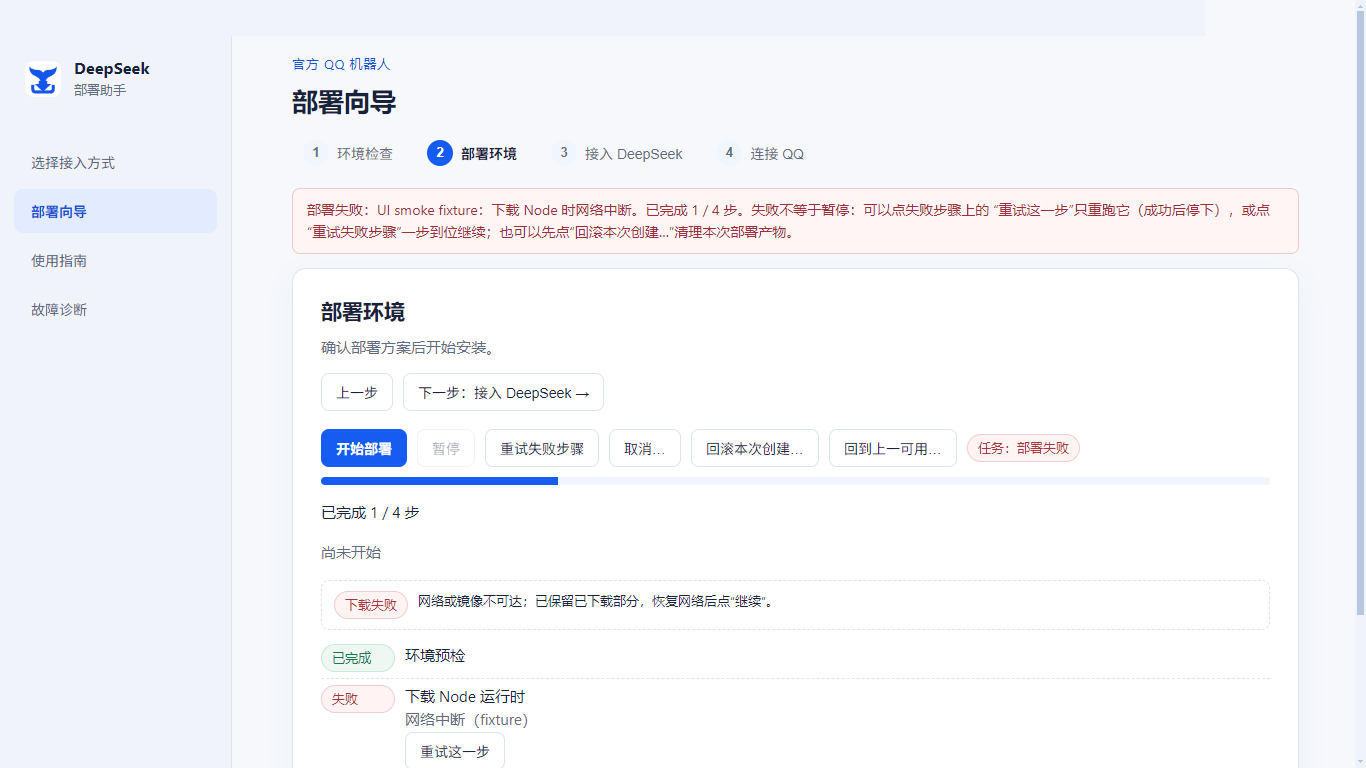 DeepSeek
部署助手
选择接入方式
部署向导
使用指南
故障诊断
官方 QQ 机器人
部署向导
1 环境检查 2 部署环境 3 接入 DeepSeek 4 连接 QQ
部署失败：UI smoke fixture：下载 Node 时网络中断。已完成 1 / 4 步。失败不等于暂停：可以点失败步骤上的 “重试这一步”只重跑它（成功后停下），或点
“重试失败步骤”一步到位继续；也可以先点“回滚本次创建…”清理本次部署产物。
部署环境
确认部署方案后开始安装。
上一步 下一步：接入 DeepSeek →
开始部署 暂停 重试失败步骤 取消… 回滚本次创建… 回到上一可用… 任务：部署失败
已完成 1 / 4 步
尚未开始
下载失败 网络或镜像不可达；已保留已下载部分，恢复网络后点“继续”。
已完成 环境预检
失败 下载 Node 运行时
网络中断（fixture）
重试这一步